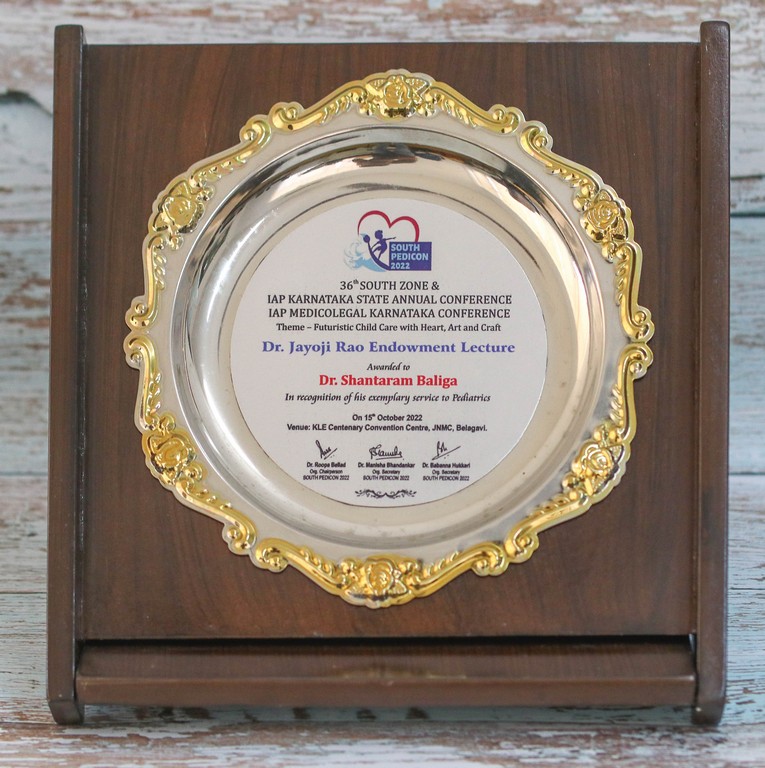 SOUTH
PEDICON
2022
36th SOUTH ZONE &
IAP KARNATAKA STATE ANNUAL CONFERENCE
IAP MEDICOLEGAL KARNATAKA CONFERENCE
Theme – Futuristic Child Care with Heart, Art and Craft
Dr. Jayoji Rao Endowment Lecture
Awarded to
Dr. Shantaram Baliga
In recognition of his exemplary service to Pediatrics
On 15th October 2022
Venue: KLE Centenary Convention Centre, JNMC, Belagavi.
Dr. Roopa Bellad Dr. Manisha Bhandankar Dr. Babanna Hukkeri
Org. Chairperson Org. Secretary Org. Secretary
SOUTH PEDICON 2022 SOUTH PEDICON 2022 SOUTH PEDICON 2022